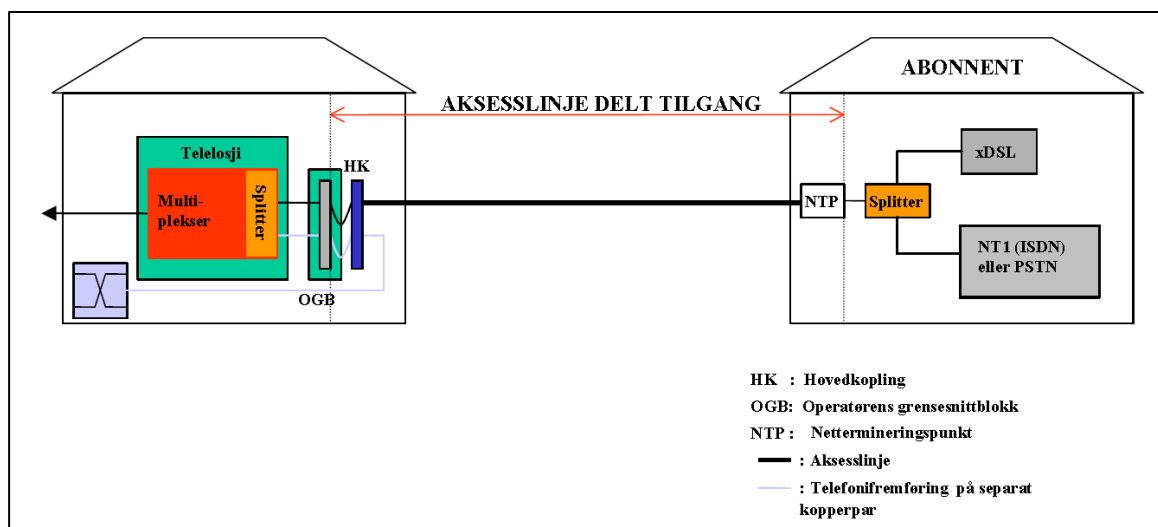 ABONNENT
AKSESSLINJE DELT TILGANG
Telelosji
HK
xDSL
Multi-
plekser
Splitter
NTP
Splitter
NT1 (ISDN)
eller PSTN
OGB
HK : Hovedkopling
OGB: Operatørens grensesnittblokk
NTP : Nettermineringspunkt
: Aksesslinje
: Telefonifremføring på separat
kopperpar